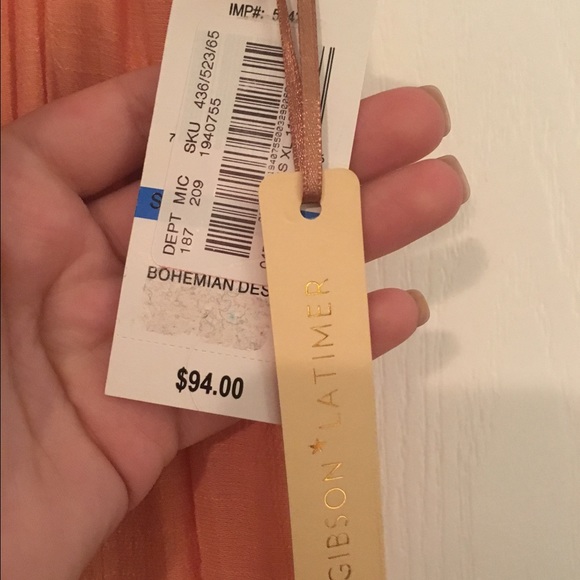 IMP#:
S
DEPT MIC SKU 436/523/65
187 209 1940755
S XL
BOHEMIAN DES
$94.00
GIBSON * LATIMER